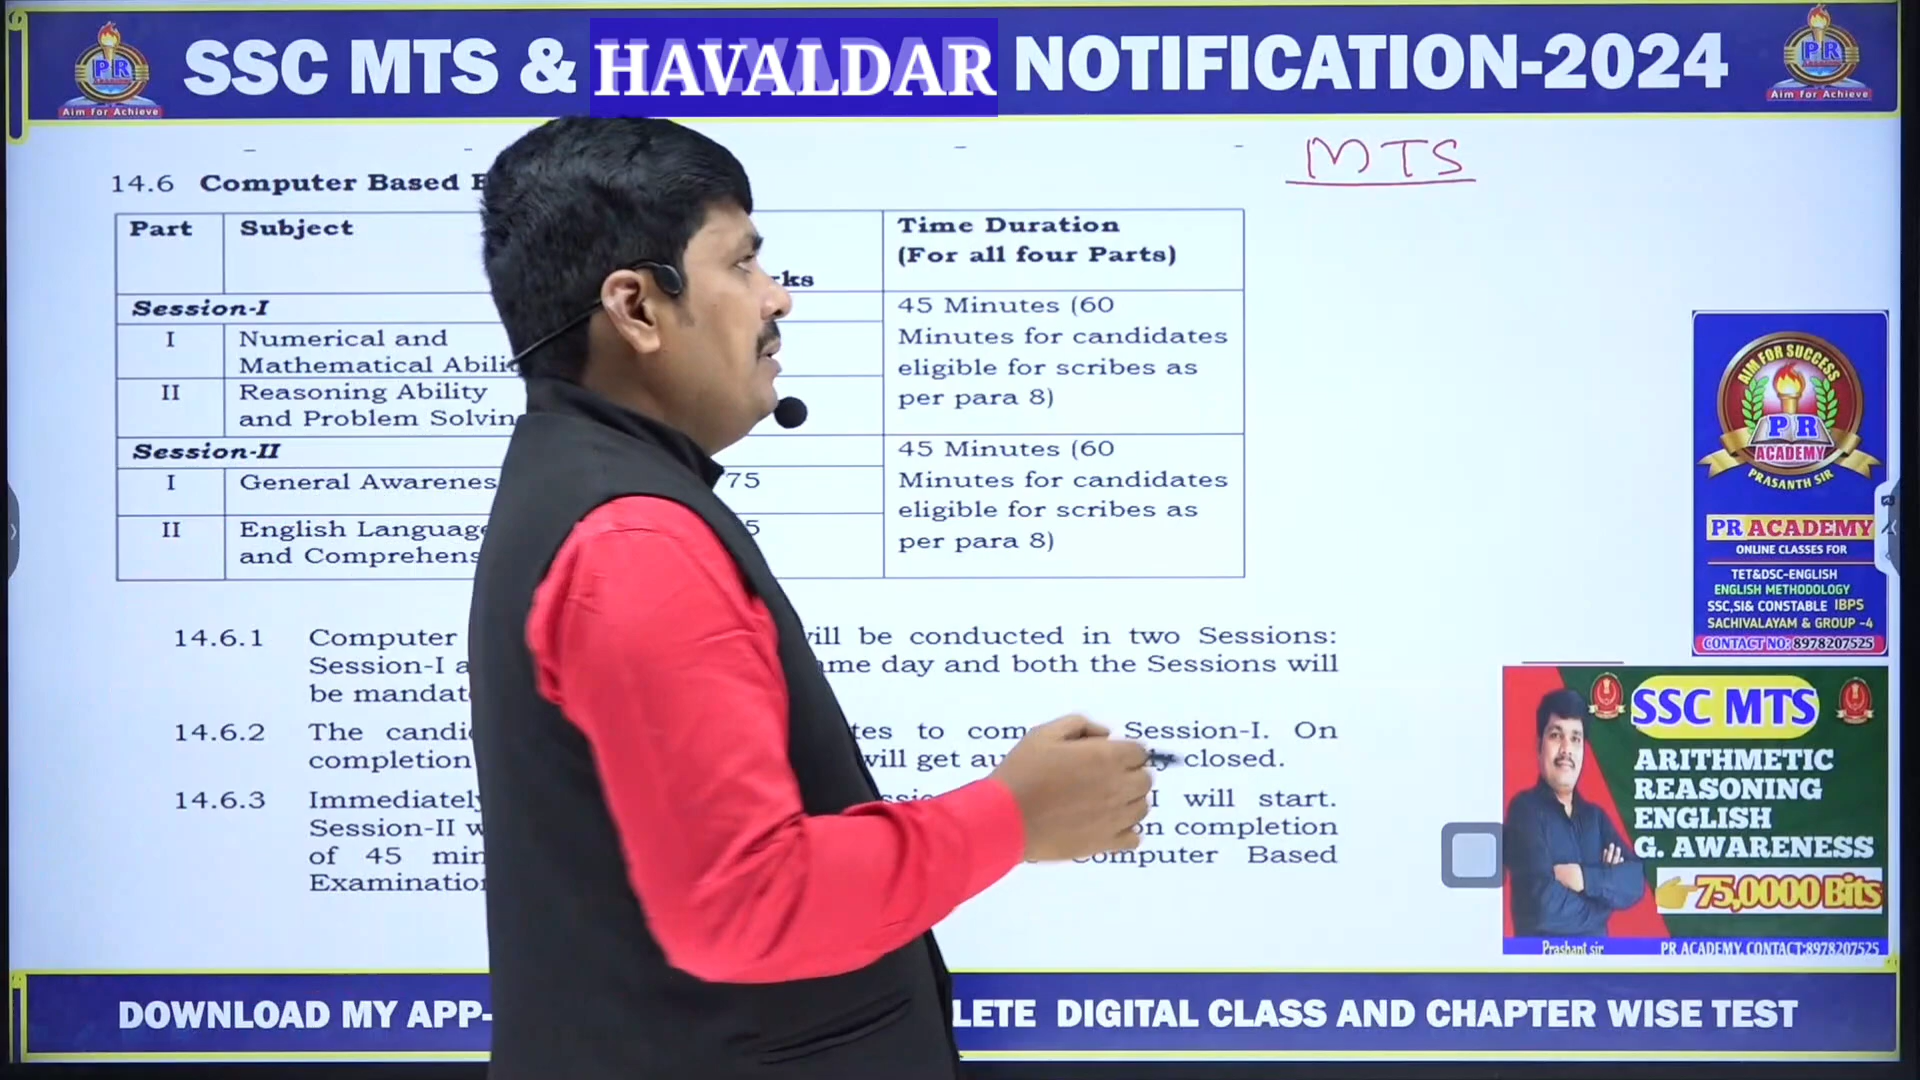 SSC MTS & HAVALDAR NOTIFICATION-2024
PR
Aim For Achieve
PR
Aim For Achieve
MTS
14.6 Computer Based
Part Subject
Time Duration
(For all four Parts)
Session-I
45 Minutes (60
Minutes for candidates
eligible for scribes as
per para 8)
I Numerical and
Mathematical
II Reasoning Ability
and Problem
Session-II
45 Minutes (60
Minutes for candidates
eligible for scribes as
per para 8)
I General 75
II English Language
and
14.6.1 Computer will be conducted in two Sessions:
Session-I day and both the Sessions will
be
14.6.2 The to Session-I. On
completion will get closed.
14.6.3 Immediately will start.
Session-II on completion
of 45 Computer Based
Examination
AIM FOR SUCCESS
PR
ACADEMY
PRASANTH SIR
PR ACADEMY
ONLINE CLASSES FOR
TET&DSC-ENGLISH
ENGLISH METHODOLOGY
SSC,SI& CONSTABLE IBPS
SACHIVALAYAM & GROUP -4
CONTACT NO: 8978207525
SSC MTS
ARITHMETIC
REASONING
ENGLISH
G. AWARENESS
75,0000 Bits
Prashant sir PR ACADEMY, CONTACT:8978207525
DOWNLOAD MY APP- DIGITAL CLASS AND CHAPTER WISE TEST